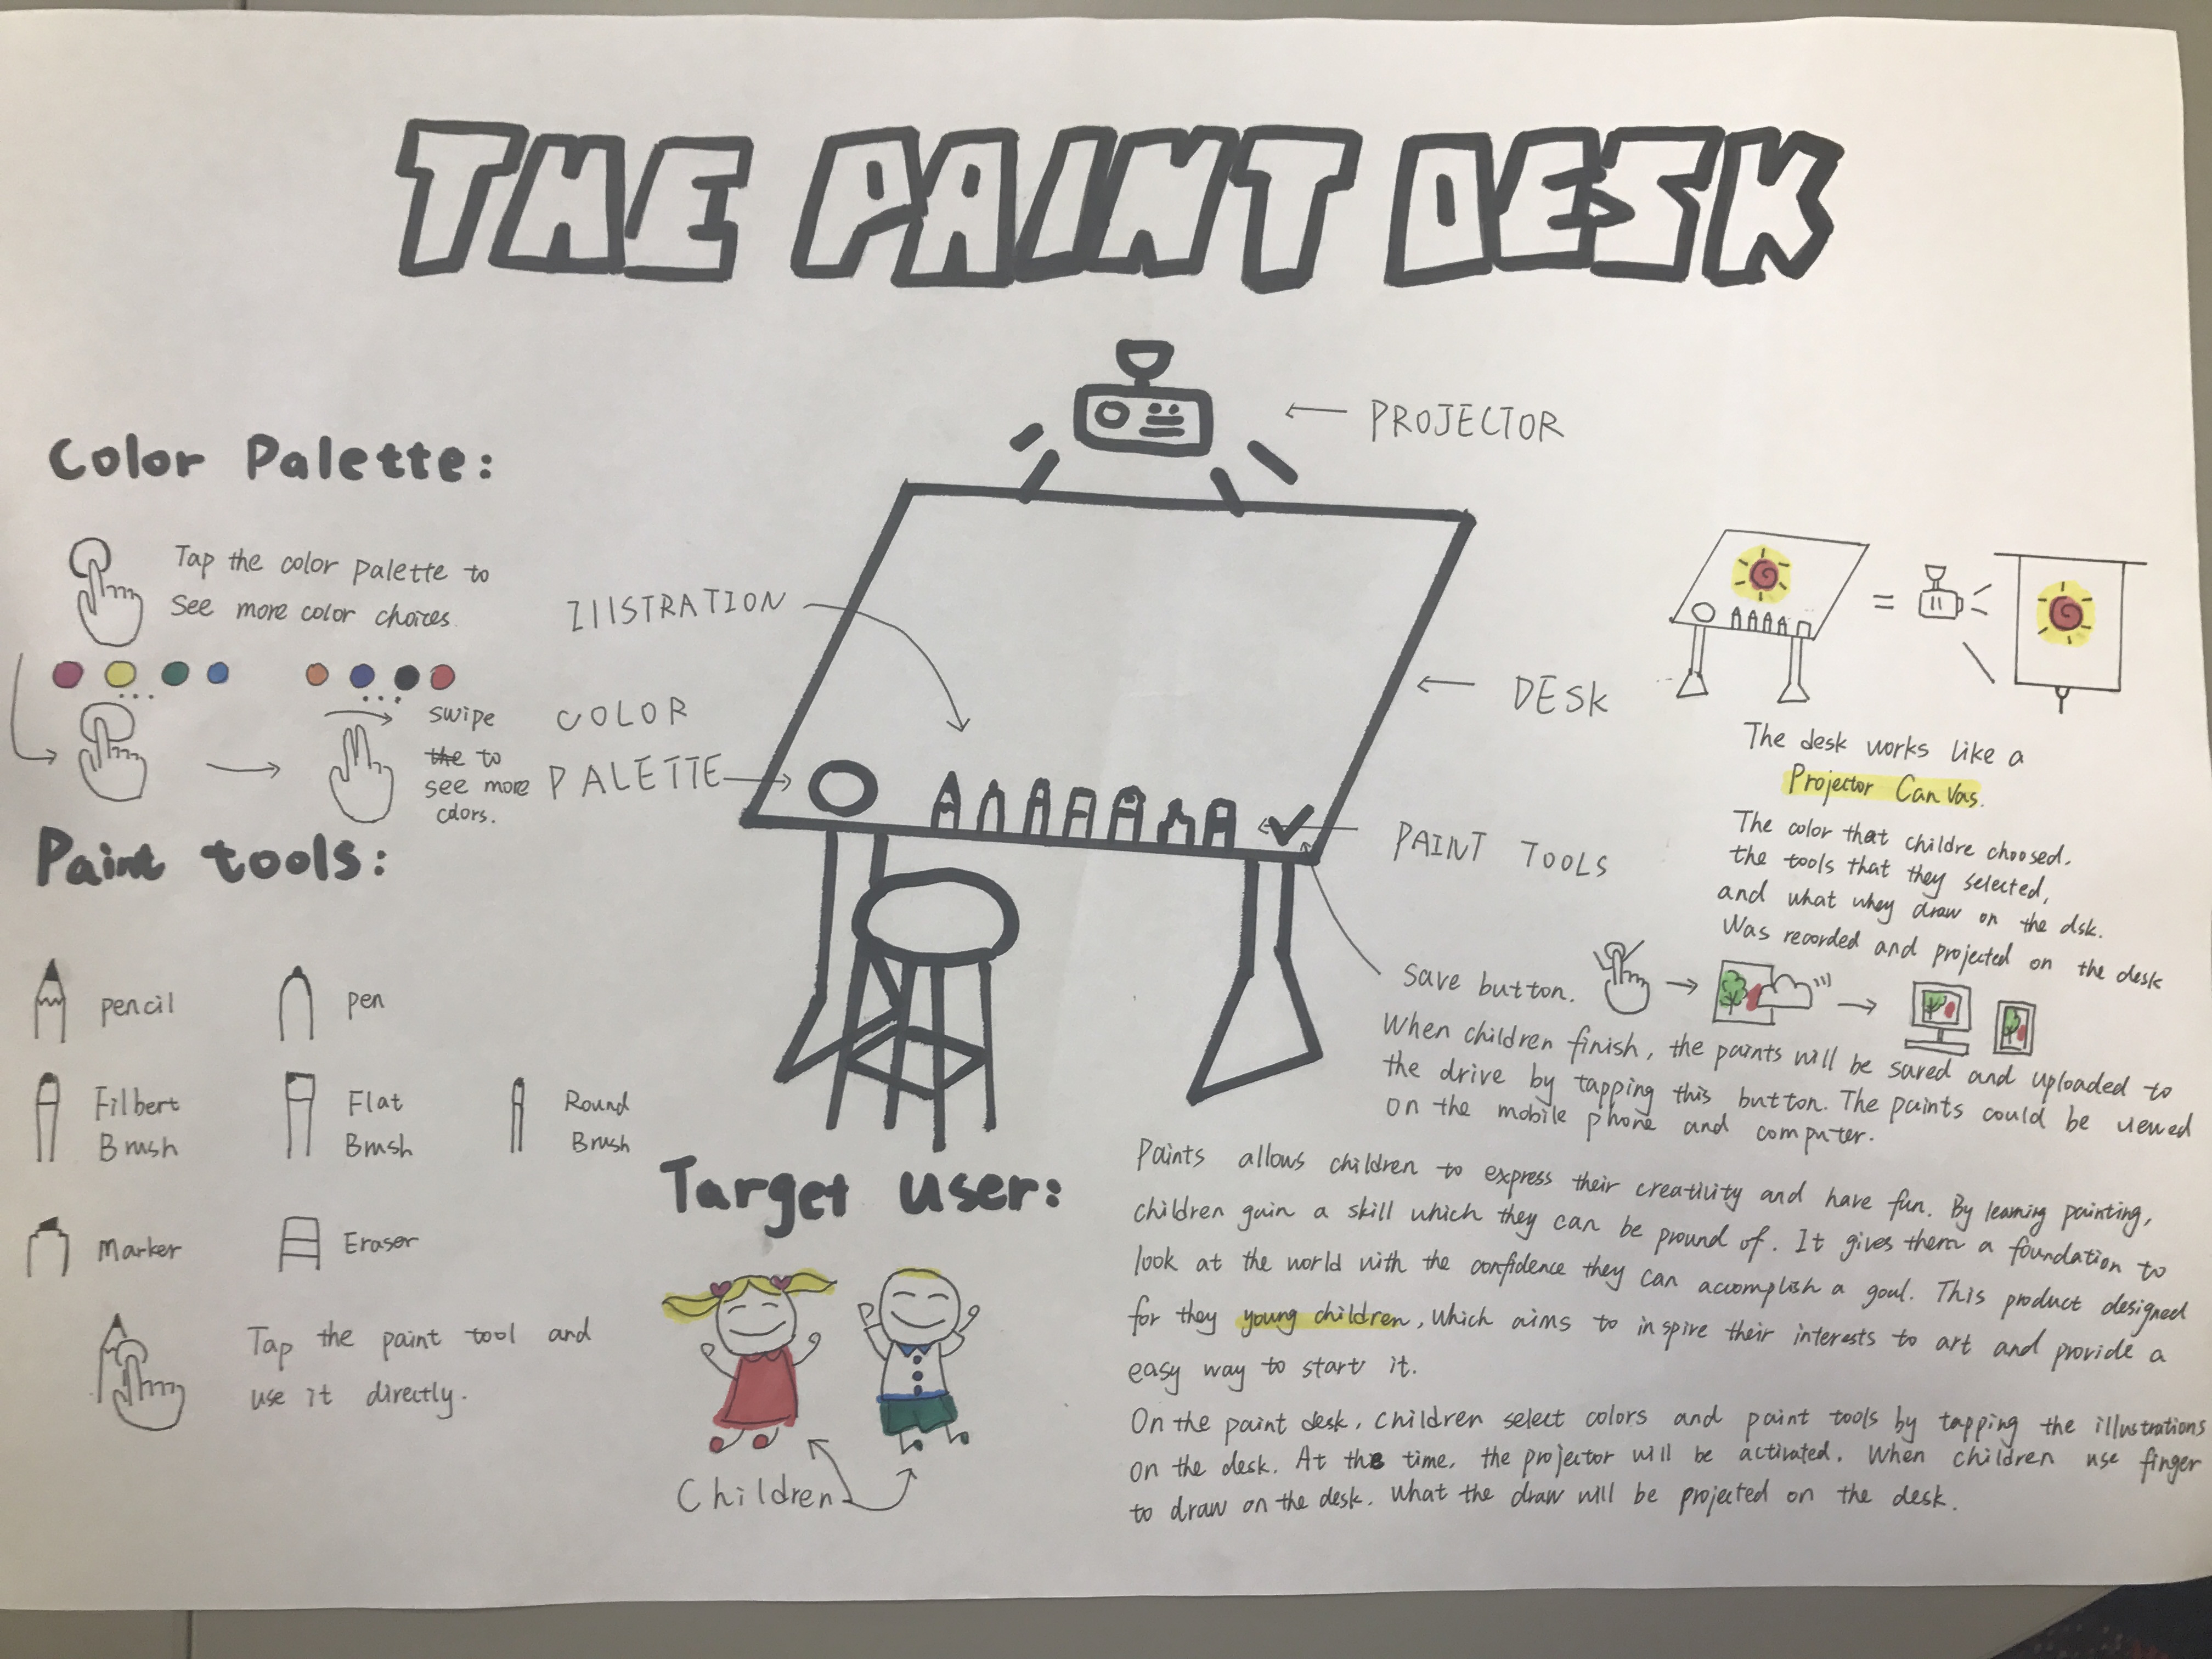 THE PAINT DESK
PROJECTOR
Color Palette:
Tap the color palette to
see more color choices.
swipe
the to
see more
colors.
ILLSTRATION
COLOR
PALETTE
DESK
PAINT TOOLS
The desk works like a
Projector Canvas.
The color that childre choosed,
the tools that they selected,
and what whey draw on the dsk.
Was recorded and projected on the desk
save button.
When children finish, the paints will be saved and uploaded to
the drive by tapping this button. The paints could be viewed
on the mobile phone and computer.
Paint tools:
pencil
pen
Filbert
Brush
Flat
Brush
Round
Brush
Marker
Eraser
Tap the paint tool and
use it directly.
Target user:
Children
Paints allows children to express their creativity and have fun. By learning painting,
children gain a skill which they can be pround of. It gives them a foundation to
look at the world with the confidence they can accomplish a goal. This product designed
for they young children, which aims to inspire their interests to art and provide a
easy way to start it.
On the paint desk, children select colors and paint tools by tapping the illustrations
on the desk. At the time, the projector will be activated. When children use finger
to draw on the desk. What the draw will be projected on the desk.